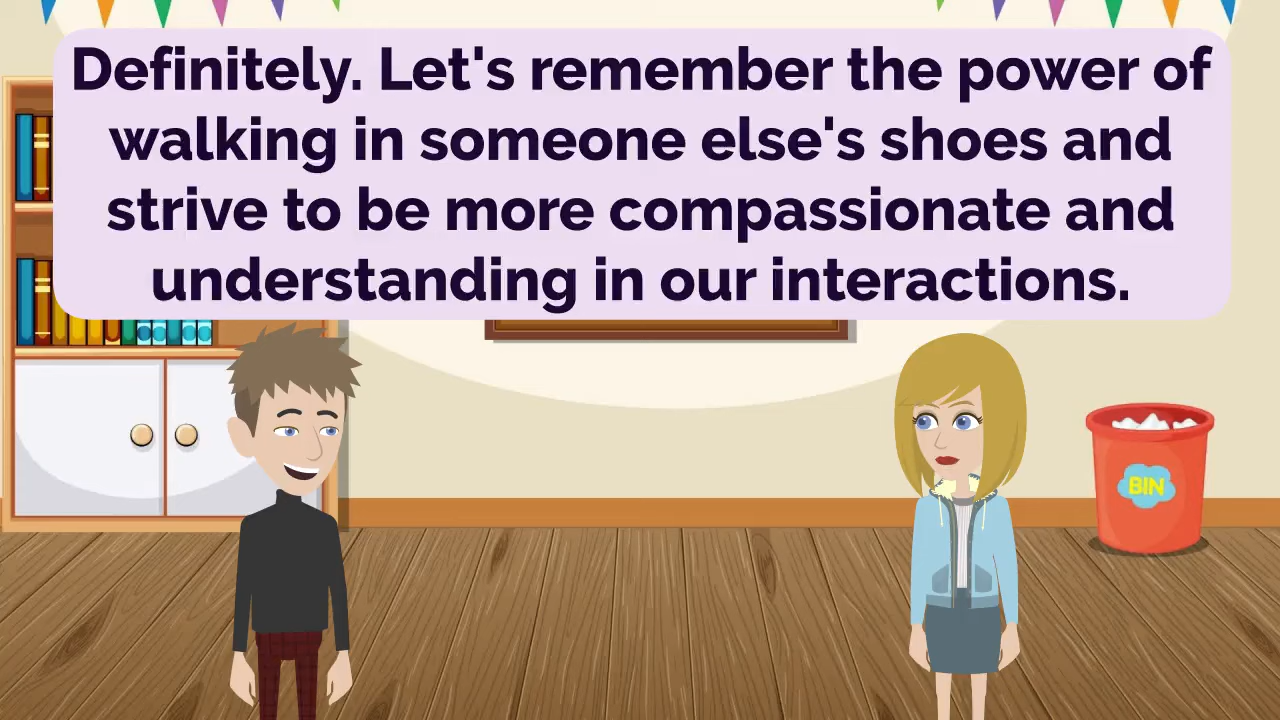 Definitely. Let's remember the power of
walking in someone else's shoes and
strive to be more compassionate and
understanding in our interactions.
BIN